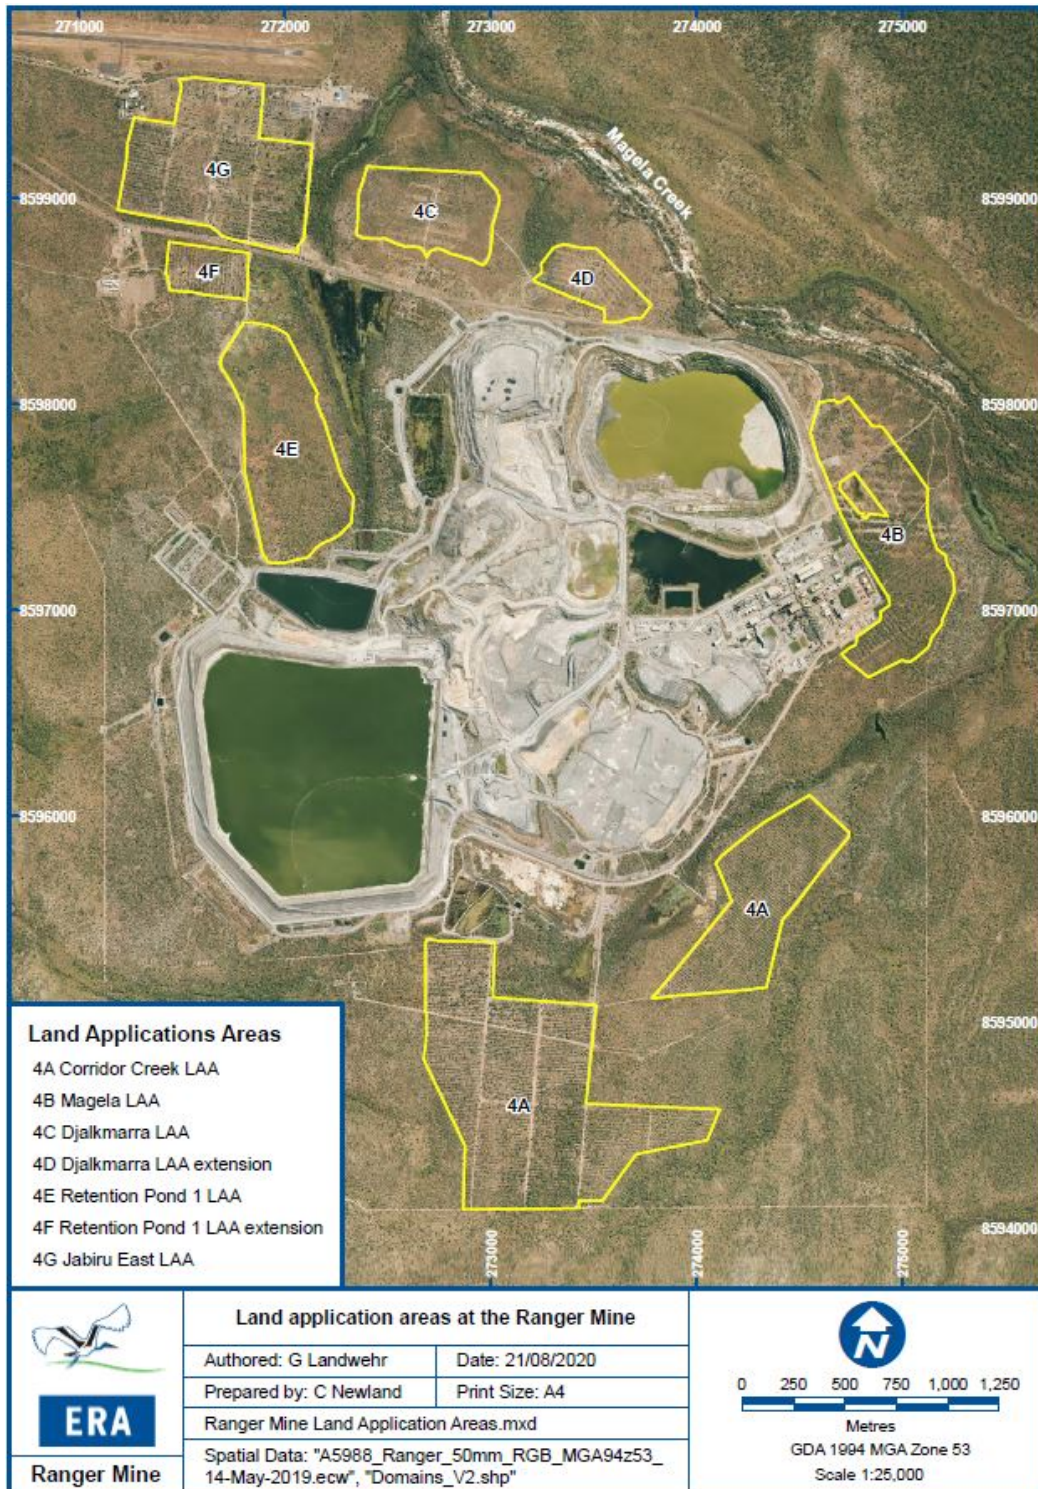 271000 272000 273000 274000 275000
Magela Creek
4G
8599000 8599000
4C
4F
4D
8598000 8598000
4E
4B
8597000 8597000
8596000 8596000
4A
8595000
4A
8594000
273000 274000 275000
Land Applications Areas
4A Corridor Creek LAA
4B Magela LAA
4C Djalkmarra LAA
4D Djalkmarra LAA extension
4E Retention Pond 1 LAA
4F Retention Pond 1 LAA extension
4G Jabiru East LAA
ERA
Ranger Mine
Land application areas at the Ranger Mine
Authored: G Landwehr Date: 21/08/2020
Prepared by: C Newland Print Size: A4
Ranger Mine Land Application Areas.mxd
Spatial Data: "A5988_Ranger_50mm_RGB_MGA94z53_
14-May-2019.ecw", "Domains_V2.shp"
N
0 250 500 750 1,000 1,250
Metres
GDA 1994 MGA Zone 53
Scale 1:25,000